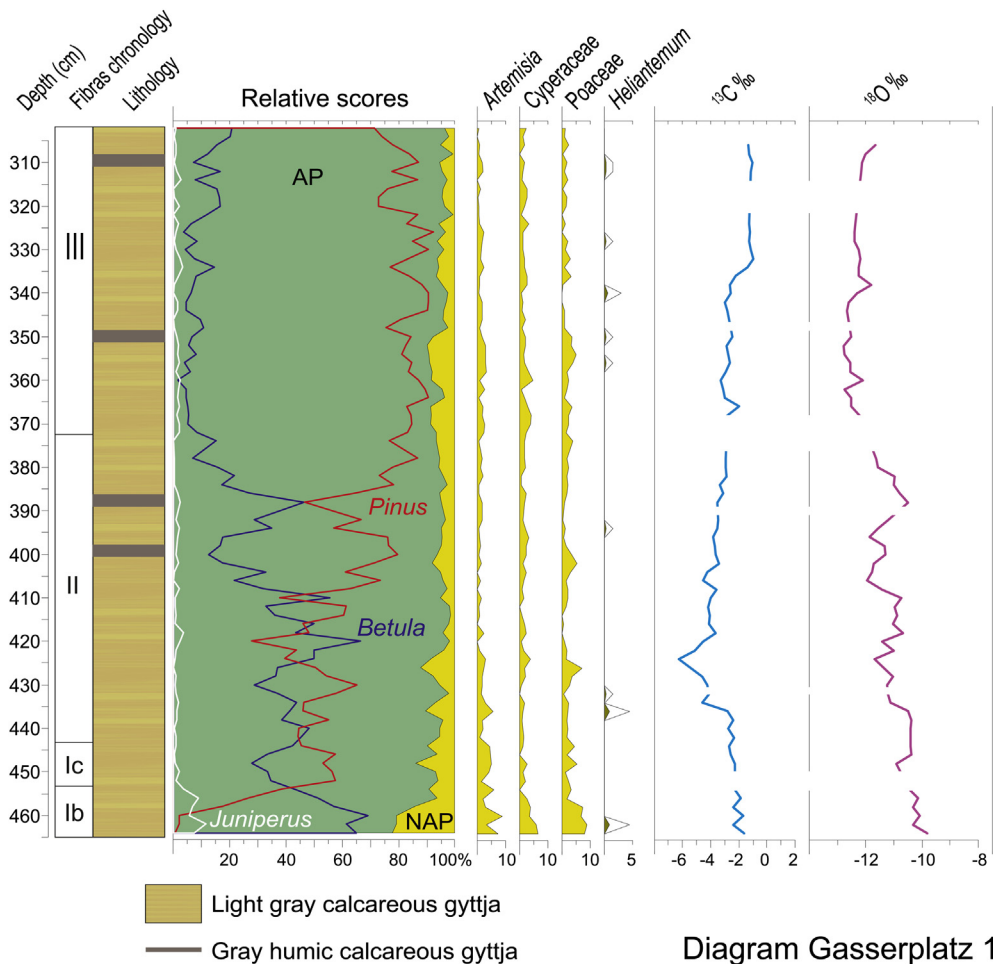 Depth (cm)
Fibras chronology
Lithology
Relative scores
Artemisia
Cyperaceae
Poaceae
Heliantemum
¹³C ‰
¹⁸O ‰
310
320
330
340
350
360
370
380
390
400
410
420
430
440
450
460
III
II
Ic
Ib
AP
Pinus
Betula
Juniperus
NAP
20 40 60 80 100% 10 10 10 5 -6 -4 -2 0 2 -12 -10 -8
Light gray calcareous gyttja
Gray humic calcareous gyttja
Diagram Gasserplatz 1